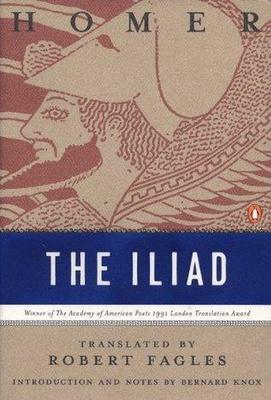 HOMER
THE ILIAD
Winner of The Academy of American Poets 1991 Landon Translation Award
TRANSLATED BY
ROBERT FAGLES
INTRODUCTION AND NOTES BY BERNARD KNOX